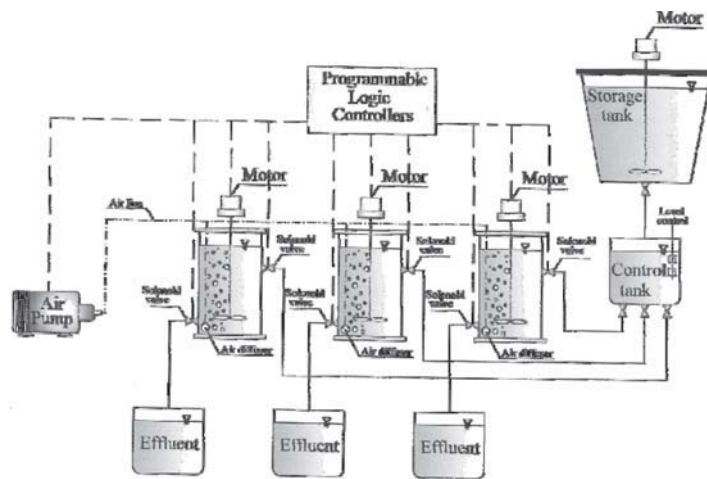 Motor
Programmable
Logic
Controllers
Storage
tank
Motor
Motor
Motor
Air line
Level
control
Solenoid
valve
Solenoid
valve
Solenoid
valve
Control
tank
Air
Pump
Solenoid
valve
Solenoid
valve
Solenoid
valve
Air diffuser
Air diffuser
Air diffuser
Effluent
Effluent
Effluent